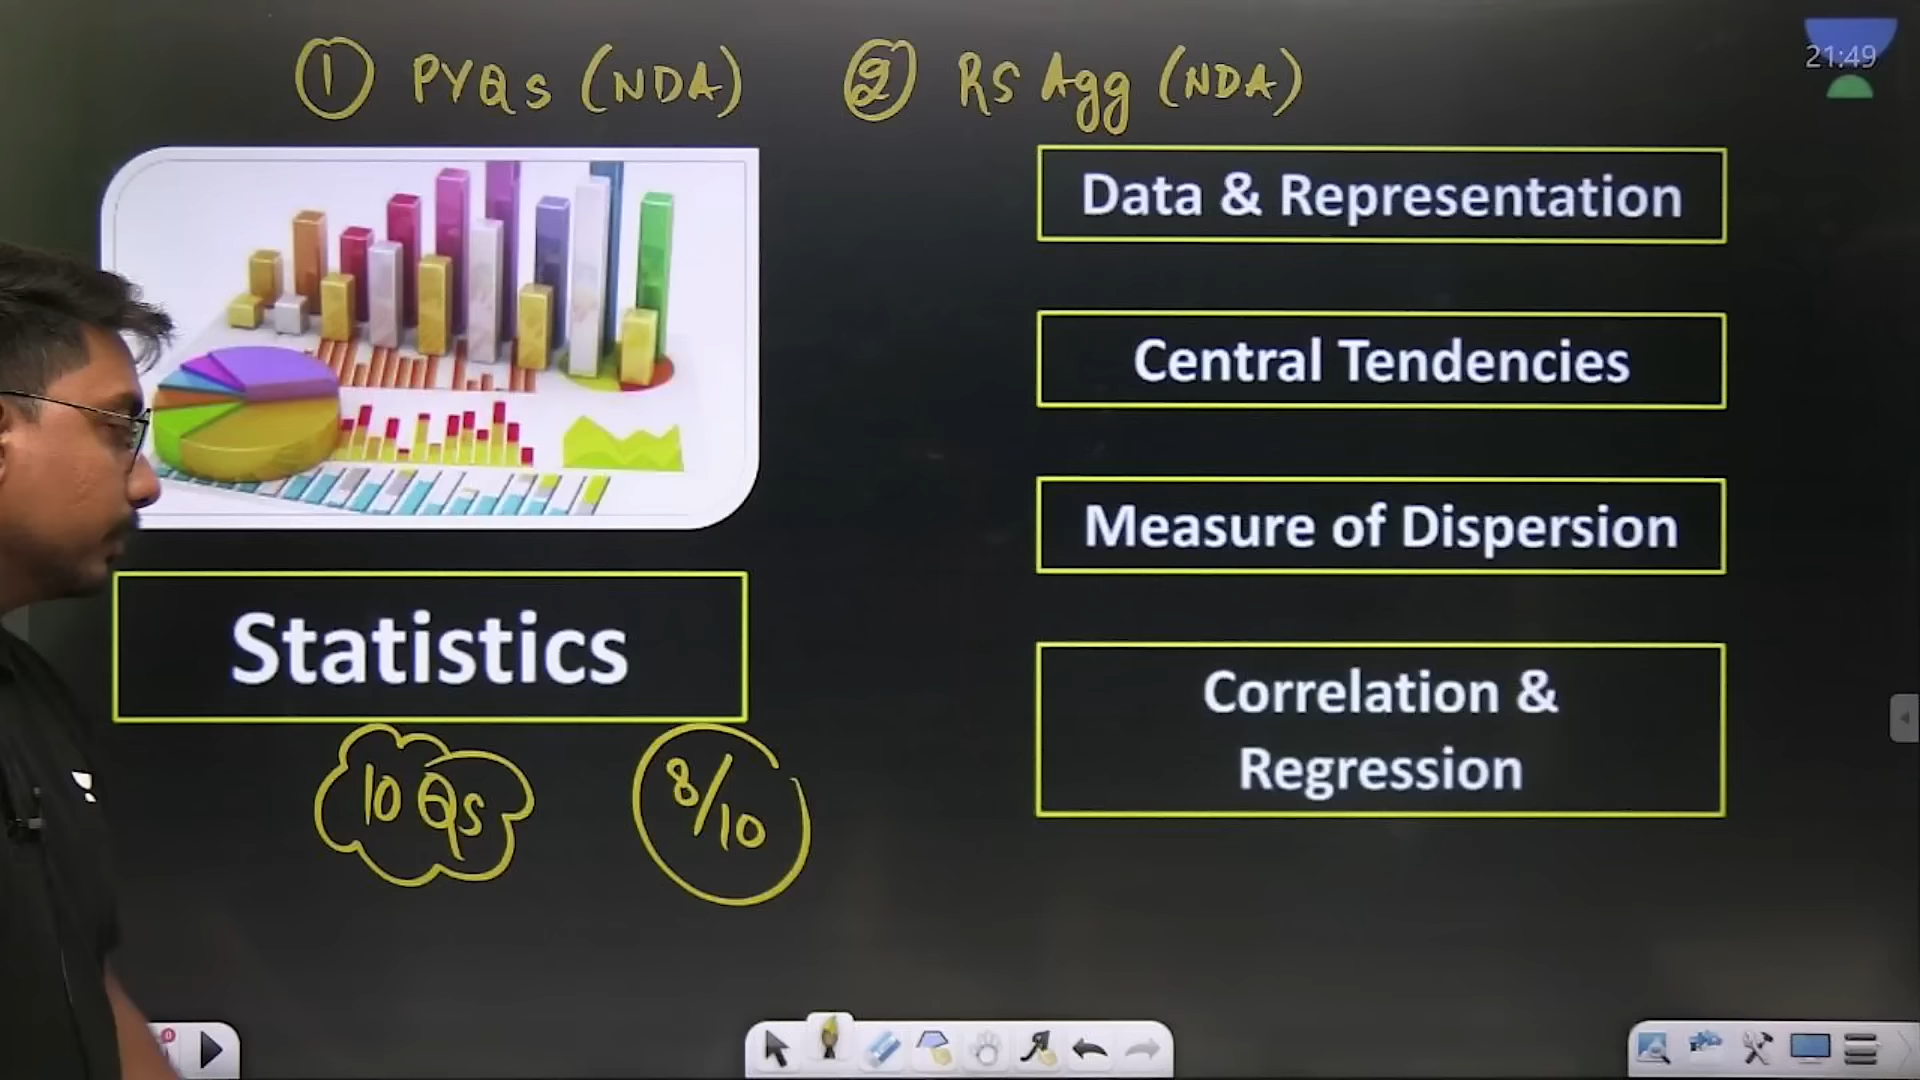 ① PYQs (NDA) ② RS Agg (NDA)
21:49
Data & Representation
Central Tendencies
Measure of Dispersion
Statistics
Correlation &
Regression
10 Qs
8/10